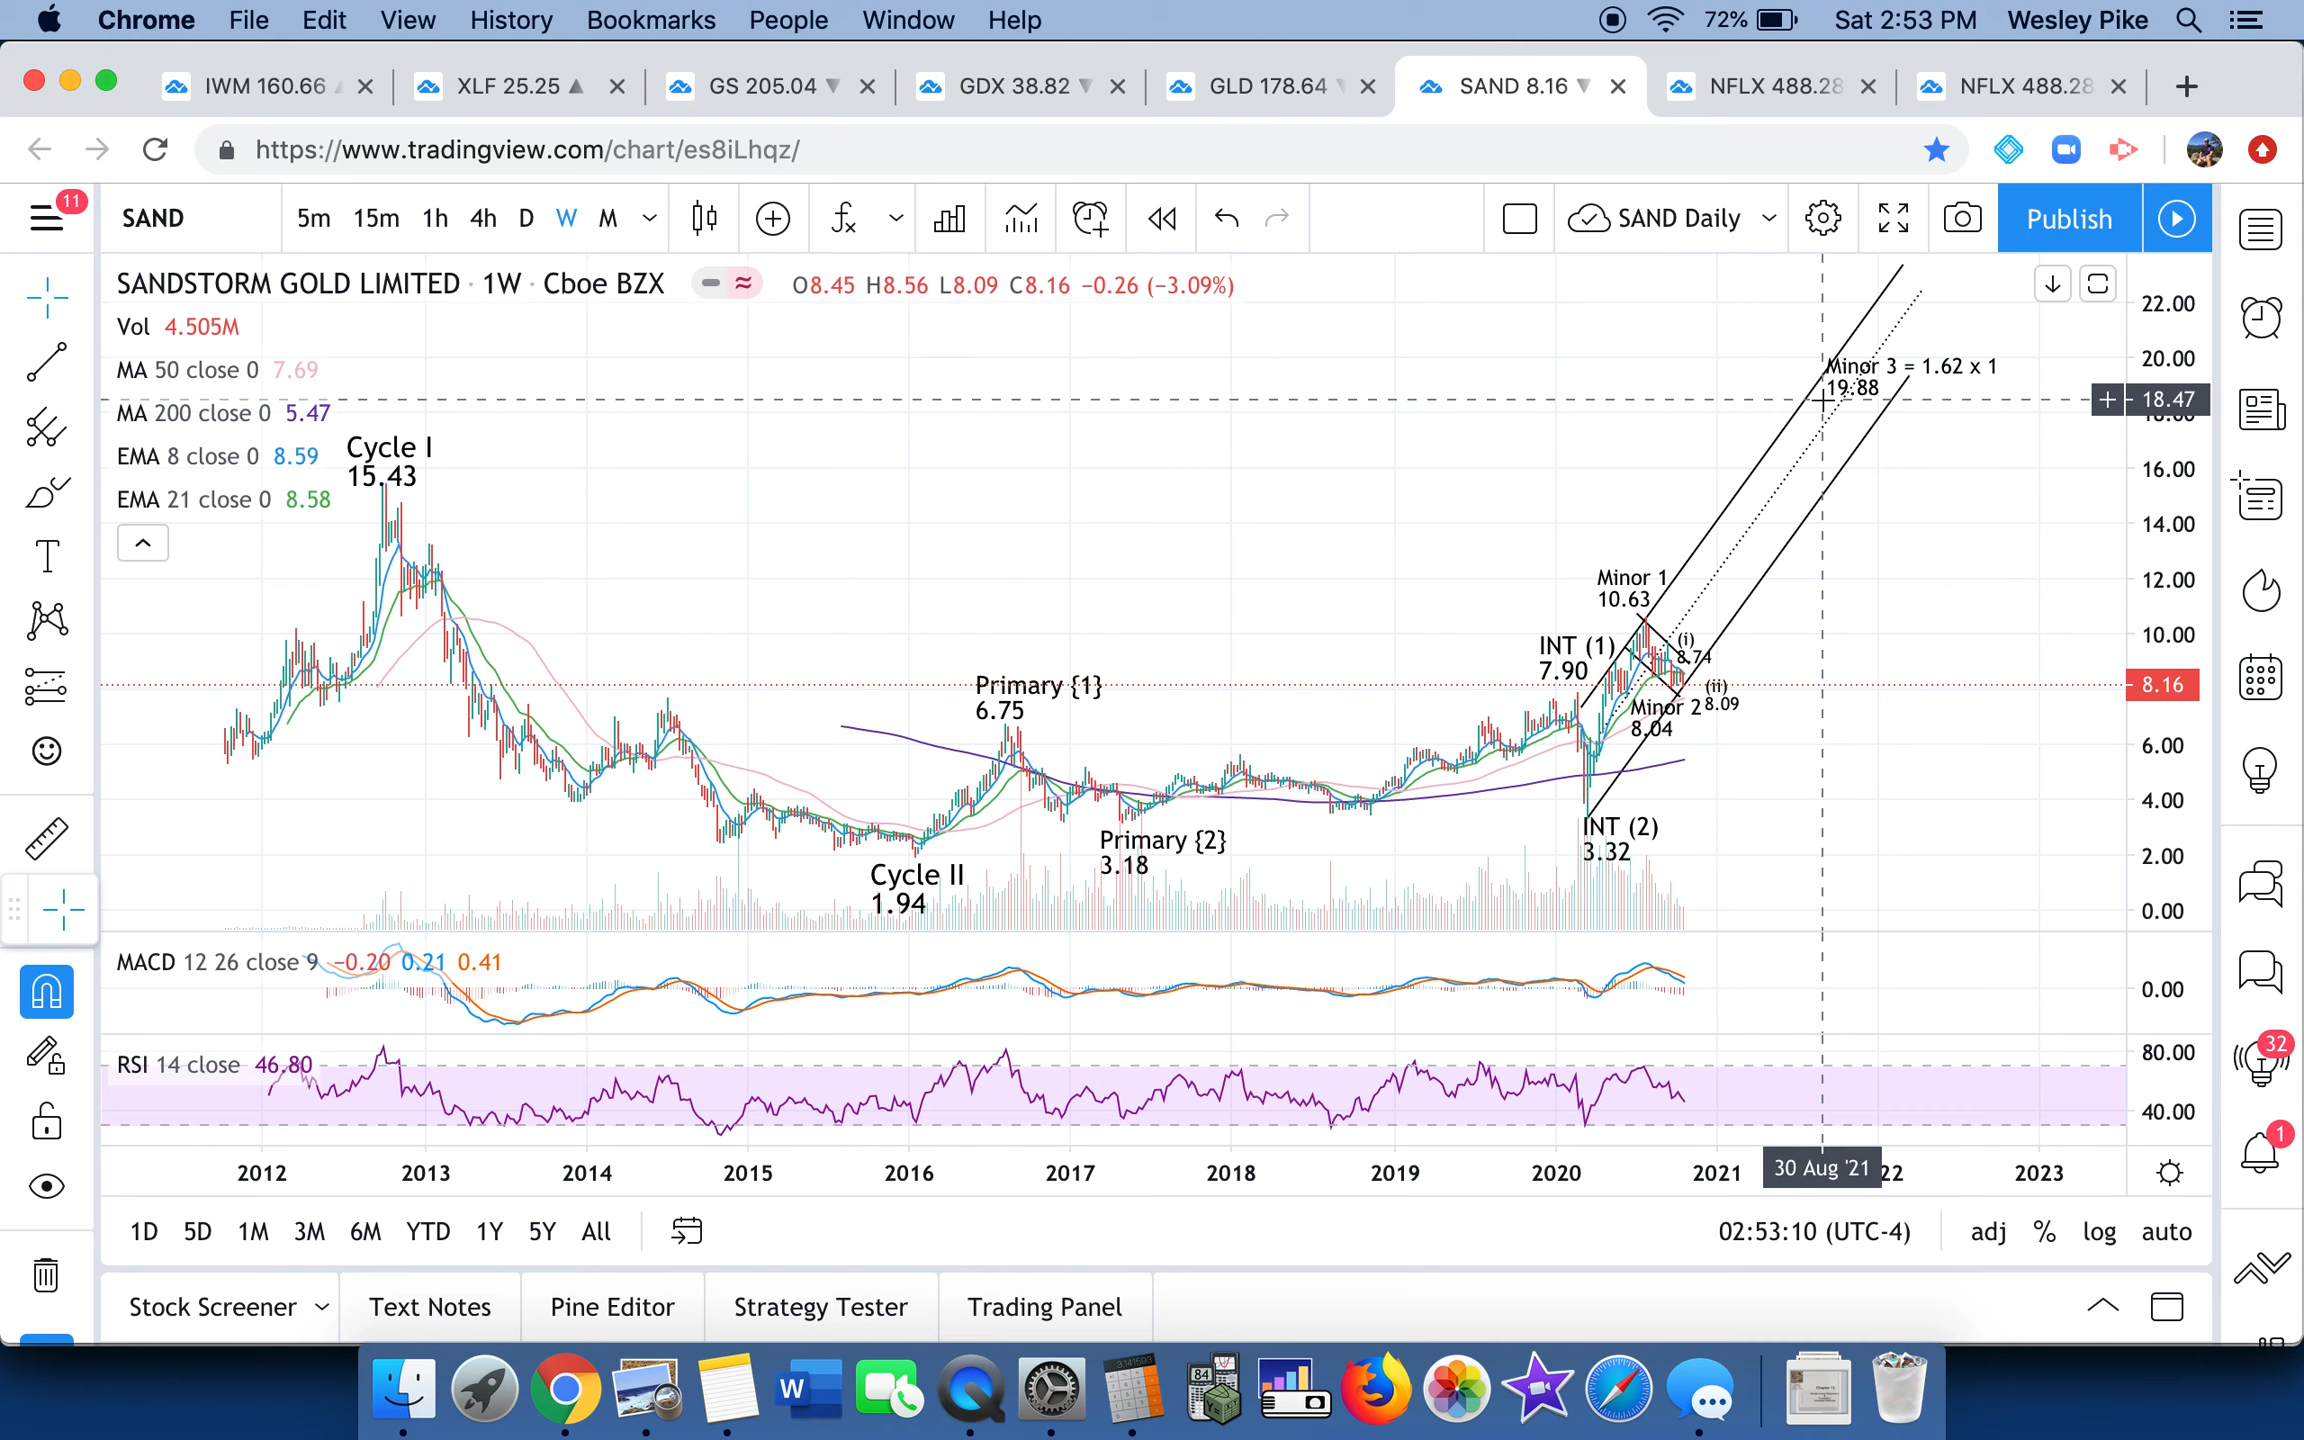 Chrome File Edit View History Bookmarks People Window Help 72% Sat 2:53 PM Wesley Pike
IWM 160.66 XLF 25.25 GS 205.04 GDX 38.82 GLD 178.64 SAND 8.16 NFLX 488.28 NFLX 488.28
https://www.tradingview.com/chart/es8iLhqz/
11 SAND 5m 15m 1h 4h D W M SAND Daily Publish
SANDSTORM GOLD LIMITED · 1W · Cboe BZX O8.45 H8.56 L8.09 C8.16 −0.26 (−3.09%)
Vol 4.505M
MA 50 close 0 7.69
MA 200 close 0 5.47
EMA 8 close 0 8.59
EMA 21 close 0 8.58
Cycle I
15.43
Primary {1}
6.75
Cycle II
1.94
Primary {2}
3.18
INT (1)
7.90
INT (2)
3.32
Minor 1
10.63
(i)
8.74
(ii)
8.09
Minor 2
8.04
Minor 3 = 1.62 x 1
19.88
22.00
20.00
18.47
16.00
14.00
12.00
10.00
8.16
6.00
4.00
2.00
0.00
MACD 12 26 close 9 −0.20 0.21 0.41
0.00
RSI 14 close 46.80
80.00
40.00
32
1
2012 2013 2014 2015 2016 2017 2018 2019 2020 2021 30 Aug '21 22 2023
1D 5D 1M 3M 6M YTD 1Y 5Y All 02:53:10 (UTC-4) adj % log auto
Stock Screener Text Notes Pine Editor Strategy Tester Trading Panel
W
3.141593
84